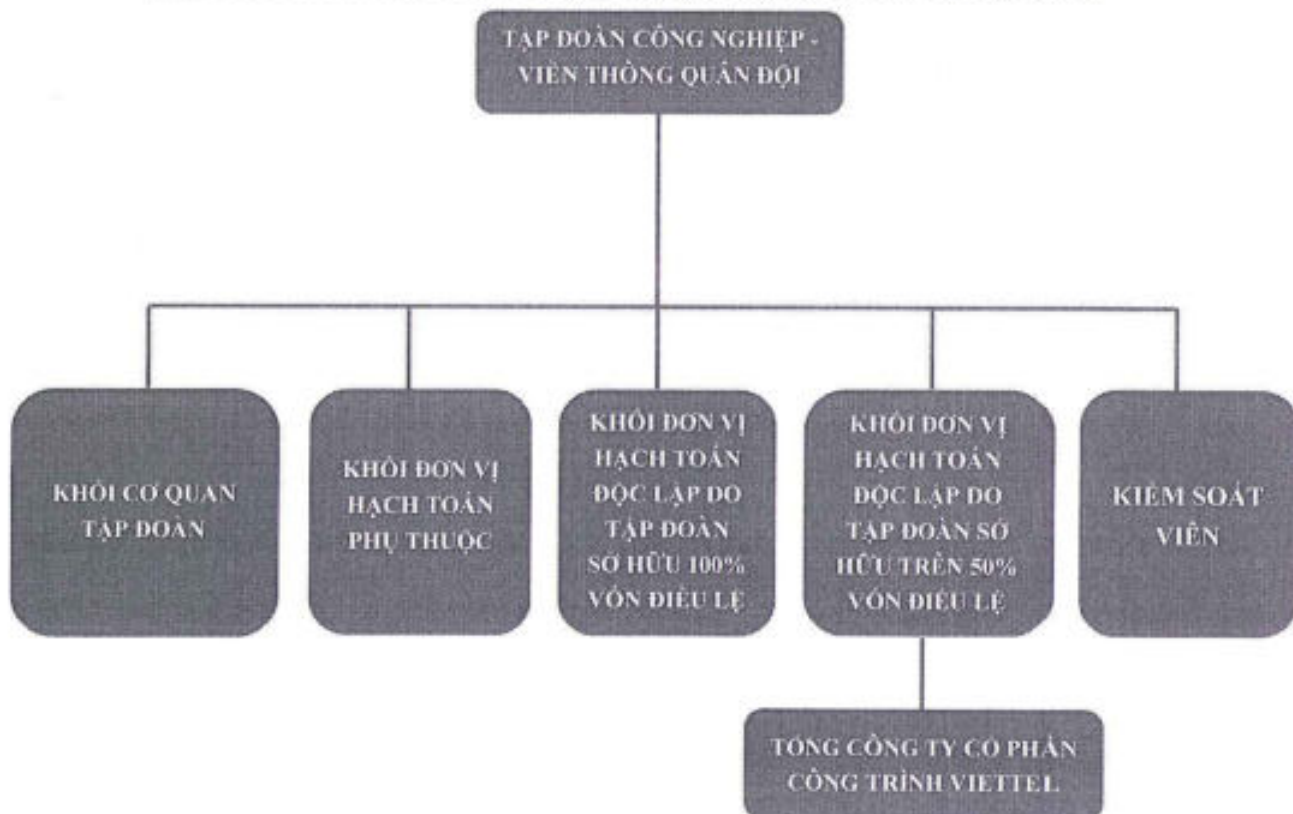 TẬP ĐOÀN CÔNG NGHIỆP -
VIỄN THÔNG QUÂN ĐỘI
KHỐI CƠ QUAN
TẬP ĐOÀN
KHỐI ĐƠN VỊ
HẠCH TOÁN
PHỤ THUỘC
KHỐI ĐƠN VỊ
HẠCH TOÁN
ĐỘC LẬP DO
TẬP ĐOÀN
SỞ HỮU 100%
VỐN ĐIỀU LỆ
KHỐI ĐƠN VỊ
HẠCH TOÁN
ĐỘC LẬP DO
TẬP ĐOÀN SỞ
HỮU TRÊN 50%
VỐN ĐIỀU LỆ
KIỂM SOÁT
VIÊN
TỔNG CÔNG TY CỔ PHẦN
CÔNG TRÌNH VIETTEL